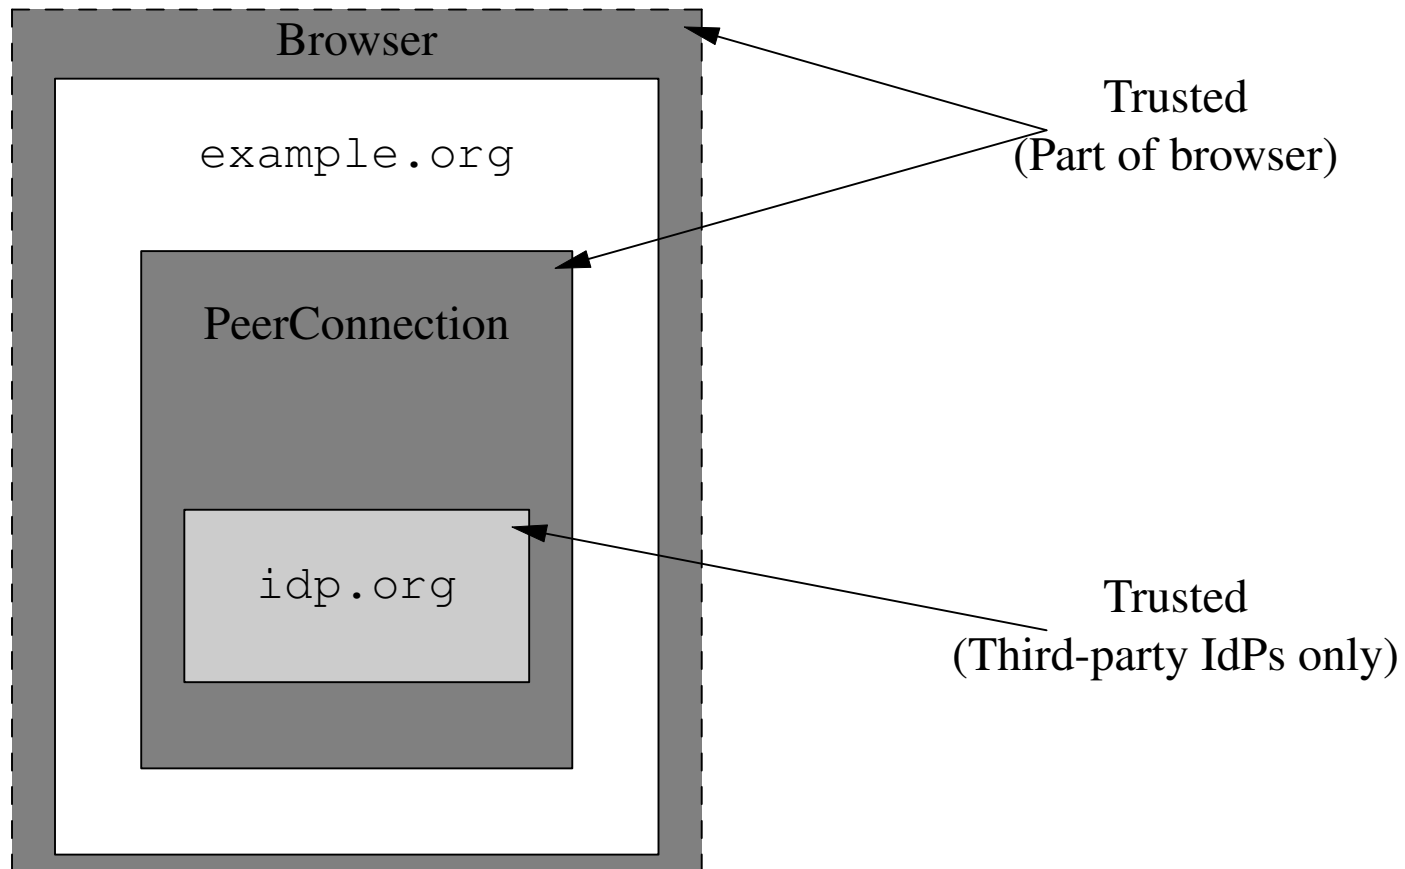 Browser
example.org
PeerConnection
idp.org
Trusted
(Part of browser)
Trusted
(Third-party IdPs only)